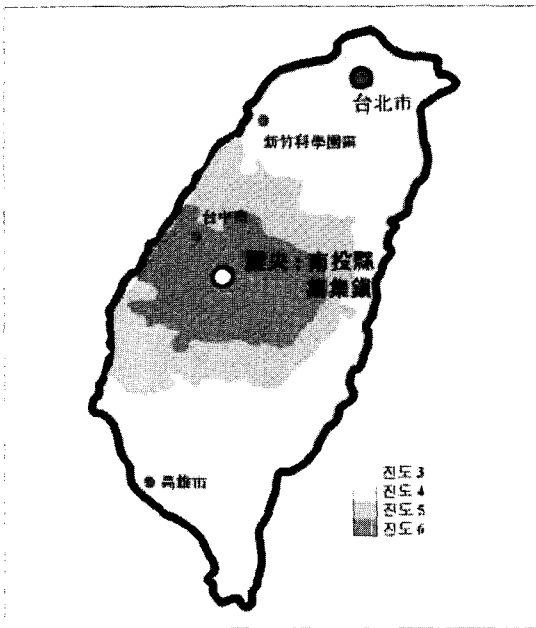 台北市
新竹科學園區
台中市
震央：南投縣
集集鎮
高雄市
진도 3
진도 4
진도 5
진도 6